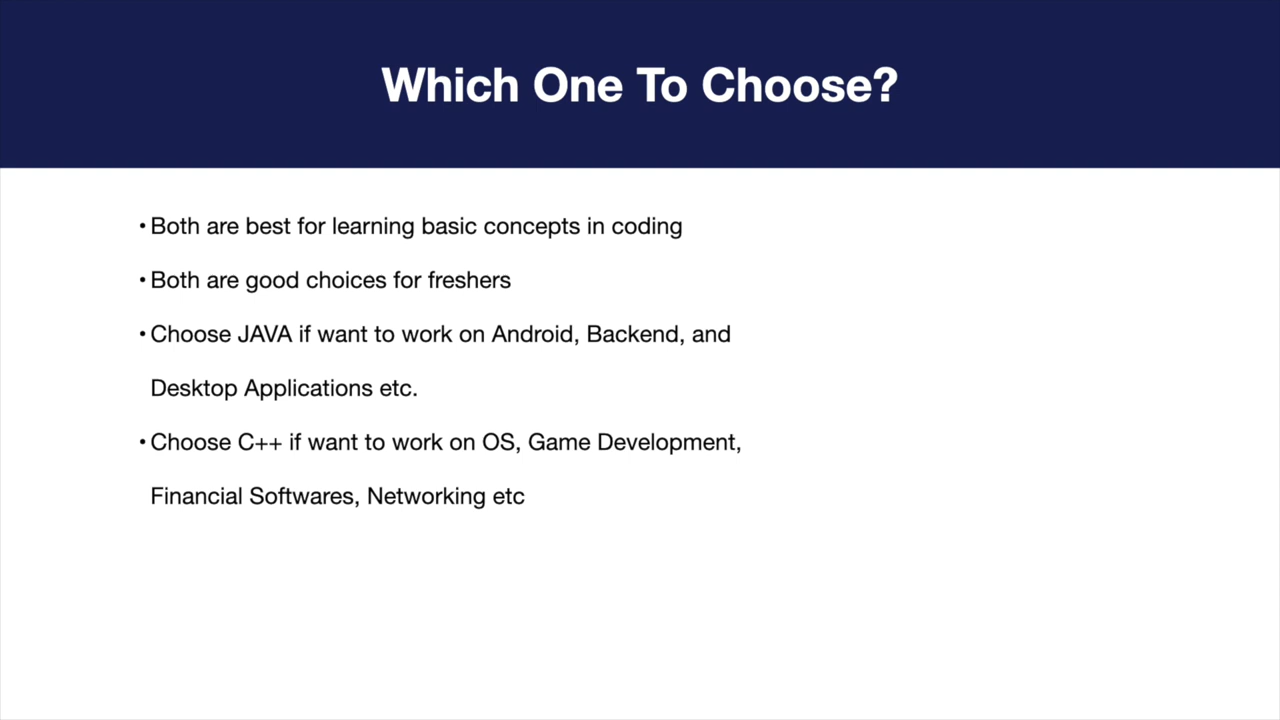 Which One To Choose?
• Both are best for learning basic concepts in coding
• Both are good choices for freshers
• Choose JAVA if want to work on Android, Backend, and
Desktop Applications etc.
• Choose C++ if want to work on OS, Game Development,
Financial Softwares, Networking etc